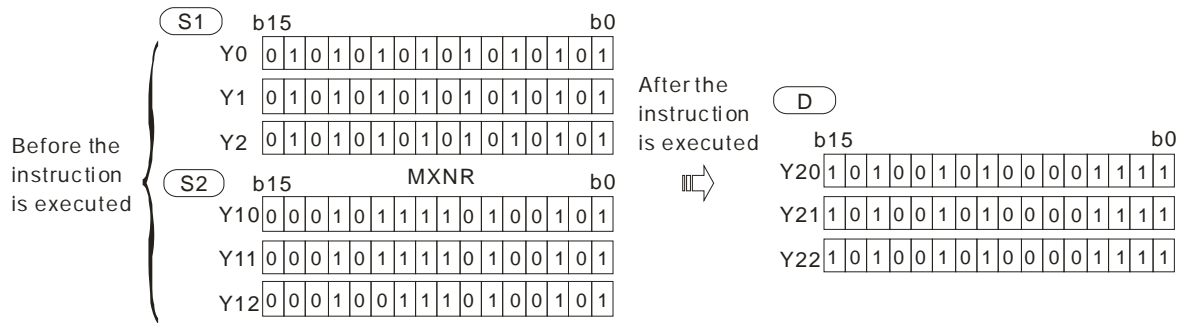 S1 b15 b0
Y0 0 1 0 1 0 1 0 1 0 1 0 1 0 1 0 1
Y1 0 1 0 1 0 1 0 1 0 1 0 1 0 1 0 1
Y2 0 1 0 1 0 1 0 1 0 1 0 1 0 1 0 1
Before the
instruction
is executed
S2 b15 MXNR b0
Y10 0 0 0 1 0 1 1 1 1 0 1 0 0 1 0 1
Y11 0 0 0 1 0 1 1 1 1 0 1 0 0 1 0 1
Y12 0 0 0 1 0 0 1 1 1 0 1 0 0 1 0 1
After the
instruction
is executed
D
b15 b0
Y20 1 0 1 0 0 1 0 1 0 0 0 0 1 1 1 1
Y21 1 0 1 0 0 1 0 1 0 0 0 0 1 1 1 1
Y22 1 0 1 0 0 1 0 1 0 0 0 0 1 1 1 1